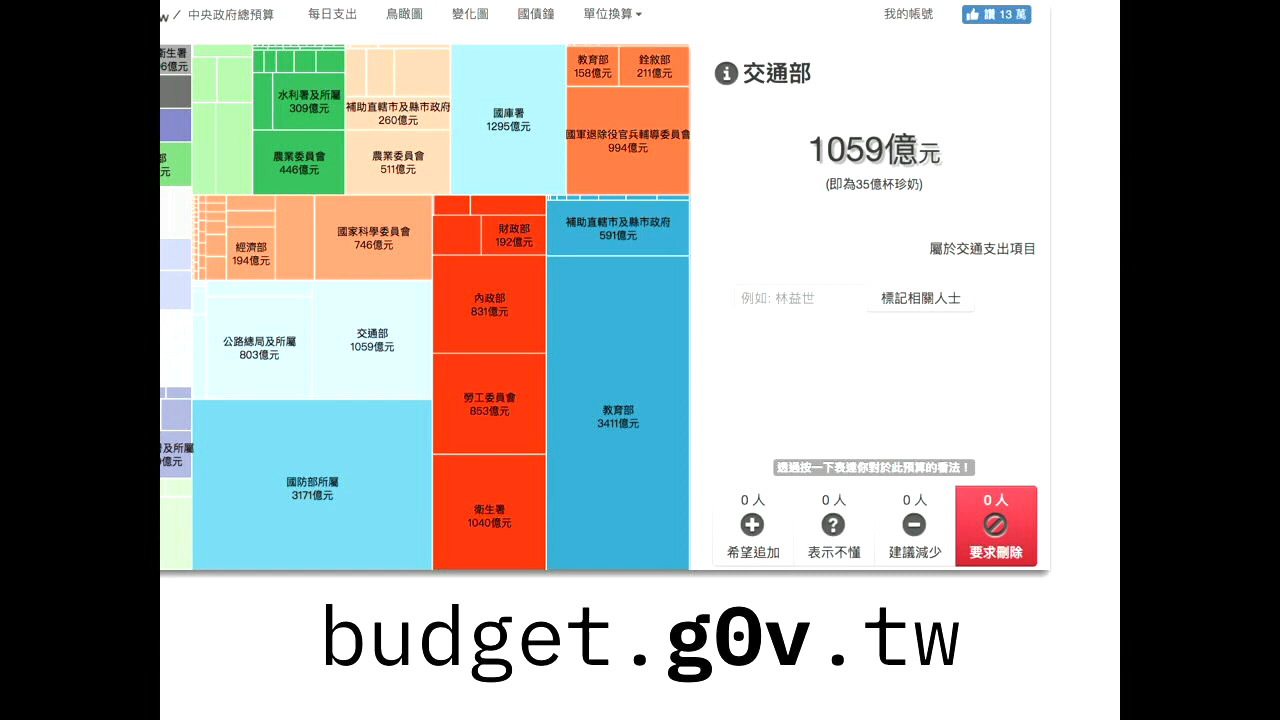 w / 中央政府總預算 每日支出 鳥瞰圖 變化圖 國債鐘 單位換算 我的帳號 讚 13 萬
衛生署
6億元
部
元
及所屬
億元
水利署及所屬
309億元
農業委員會
446億元
補助直轄市及縣市政府
260億元
農業委員會
511億元
國庫署
1295億元
教育部
158億元
銓敘部
211億元
國軍退除役官兵輔導委員會
994億元
經濟部
194億元
國家科學委員會
746億元
財政部
192億元
補助直轄市及縣市政府
591億元
內政部
831億元
公路總局及所屬
803億元
交通部
1059億元
勞工委員會
853億元
教育部
3411億元
國防部所屬
3171億元
衛生署
1040億元
交通部
1059億元
(即為35億杯珍奶)
屬於交通支出項目
例如: 林益世 標記相關人士
透過按一下表達你對於此預算的看法！
0 人 0 人 0 人 0 人
希望追加 表示不懂 建議減少 要求刪除
budget.g0v.tw